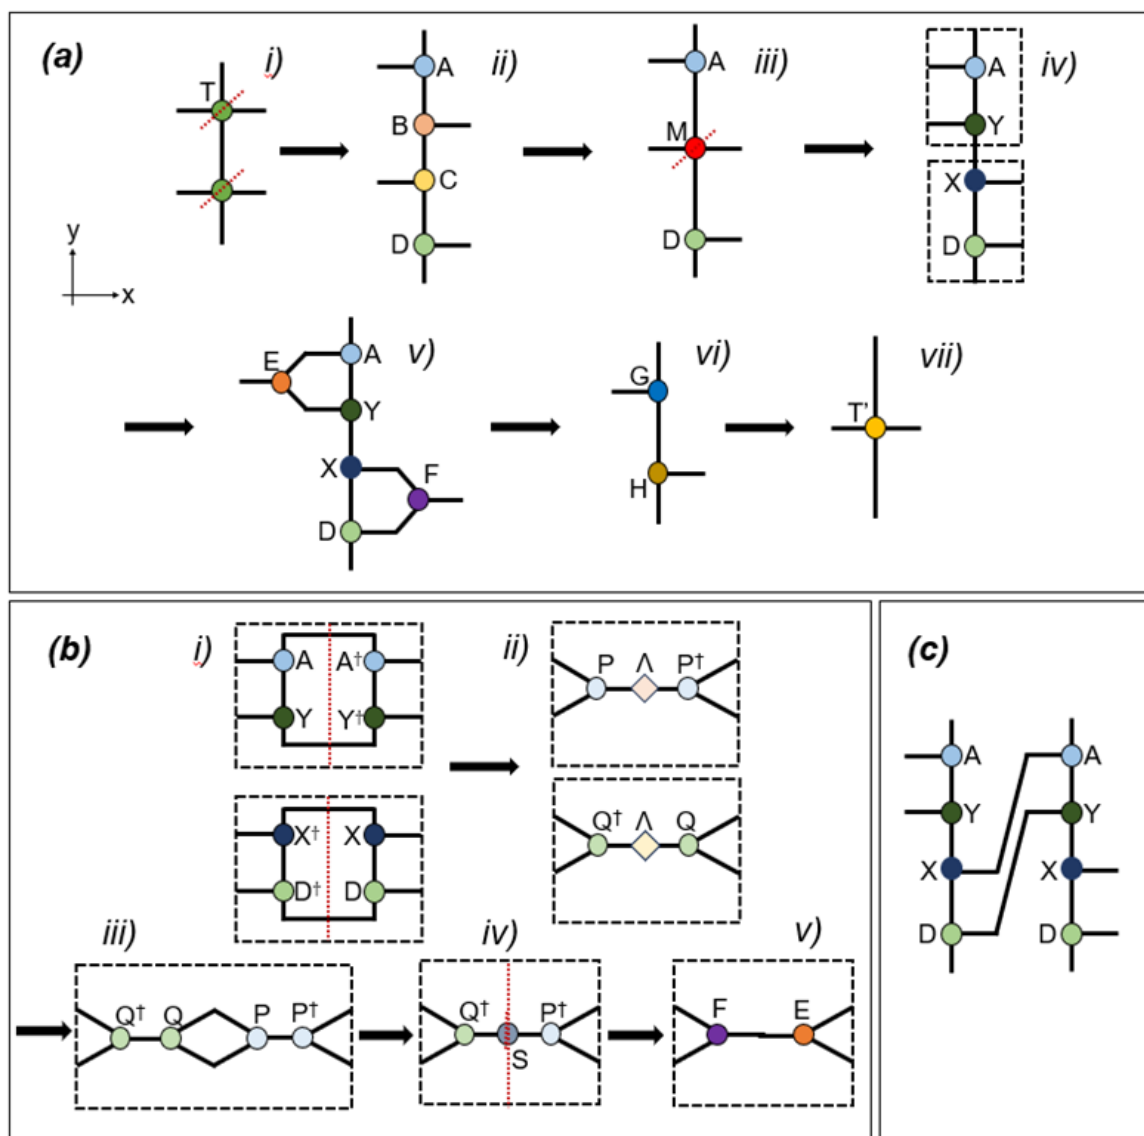 (a)
i)
T
ii)
A
B
C
D
iii)
A
M
D
iv)
A
Y
X
D
y
x
v)
E
A
Y
X
F
D
vi)
G
H
vii)
T'
(b)
i)
A A†
Y Y†
X† X
D† D
ii)
P Λ P†
Q† Λ Q
iii)
Q† Q P P†
iv)
Q† P†
S
v)
F E
(c)
A A
Y Y
X X
D D